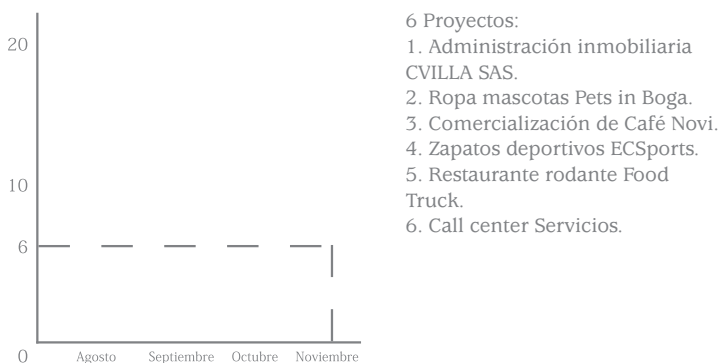 20
10
6
0
Agosto Septiembre Octubre Noviembre
6 Proyectos:
1. Administración inmobiliaria
CVILLA SAS.
2. Ropa mascotas Pets in Boga.
3. Comercialización de Café Novi.
4. Zapatos deportivos ECSports.
5. Restaurante rodante Food
Truck.
6. Call center Servicios.